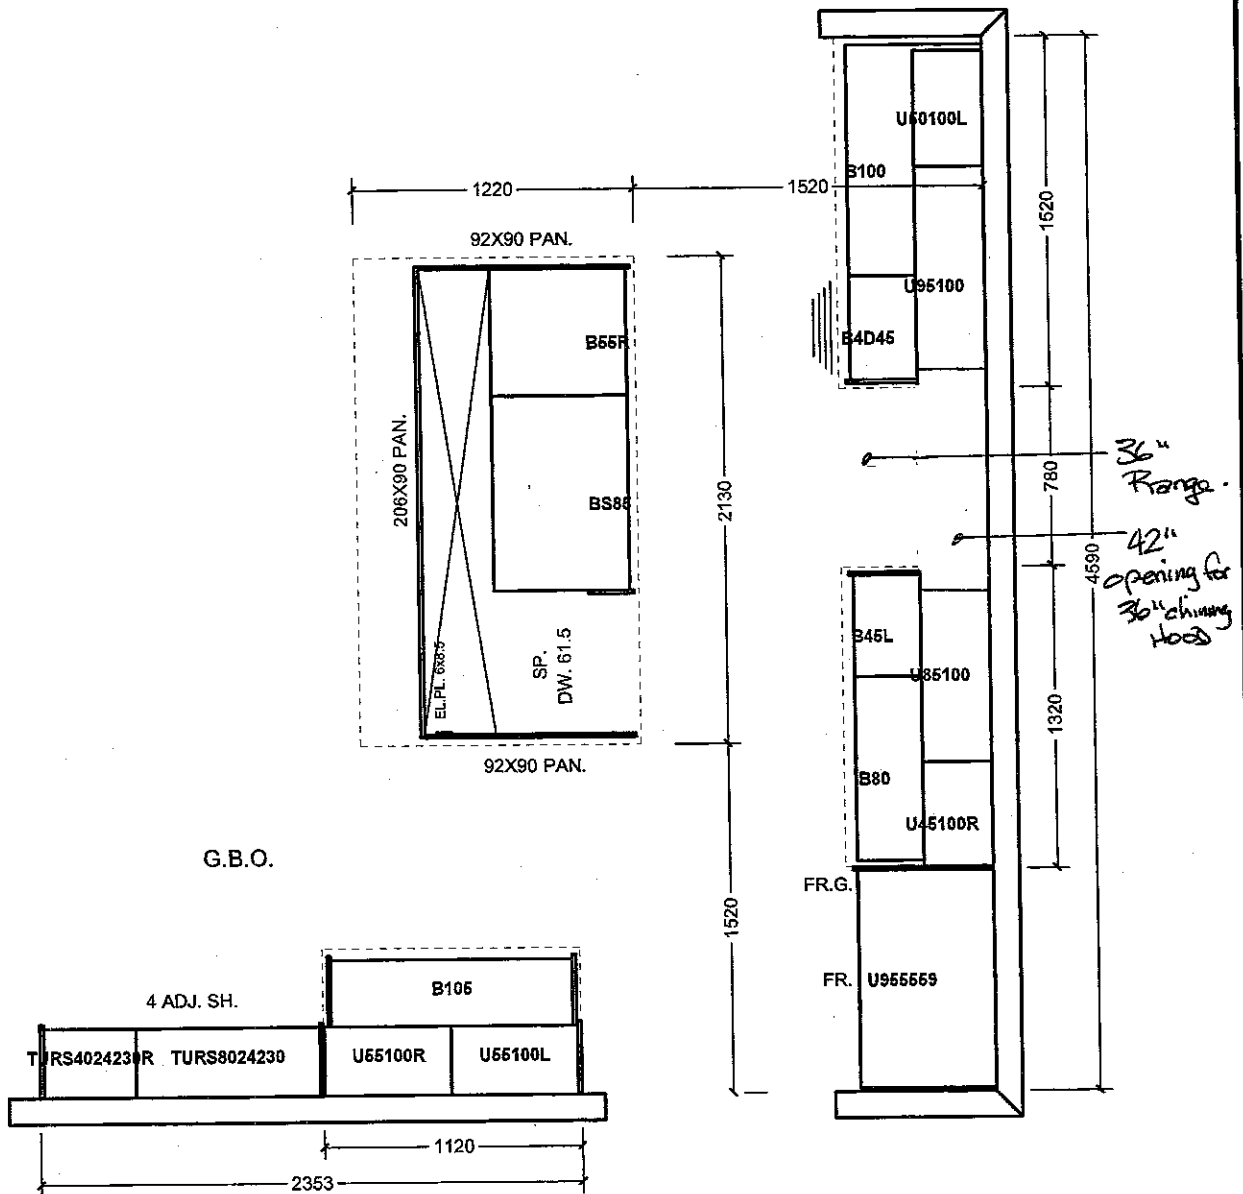 U60100L
B100
1220
1520
92X90 PAN.
1520
U95100
B4D45
B55R
206X90 PAN.
36"
Range.
780
2130
BS85
42"
opening for
36" chimney
Hood
4590
B45L
SP.
DW. 61.5
EL.PL. 6x8.5
U85100
1320
92X90 PAN.
B80
U45100R
G.B.O.
FR.G.
1520
FR.
U955559
B105
4 ADJ. SH.
TURS4024230R
TURS8024230
U55100R
U55100L
1120
2353